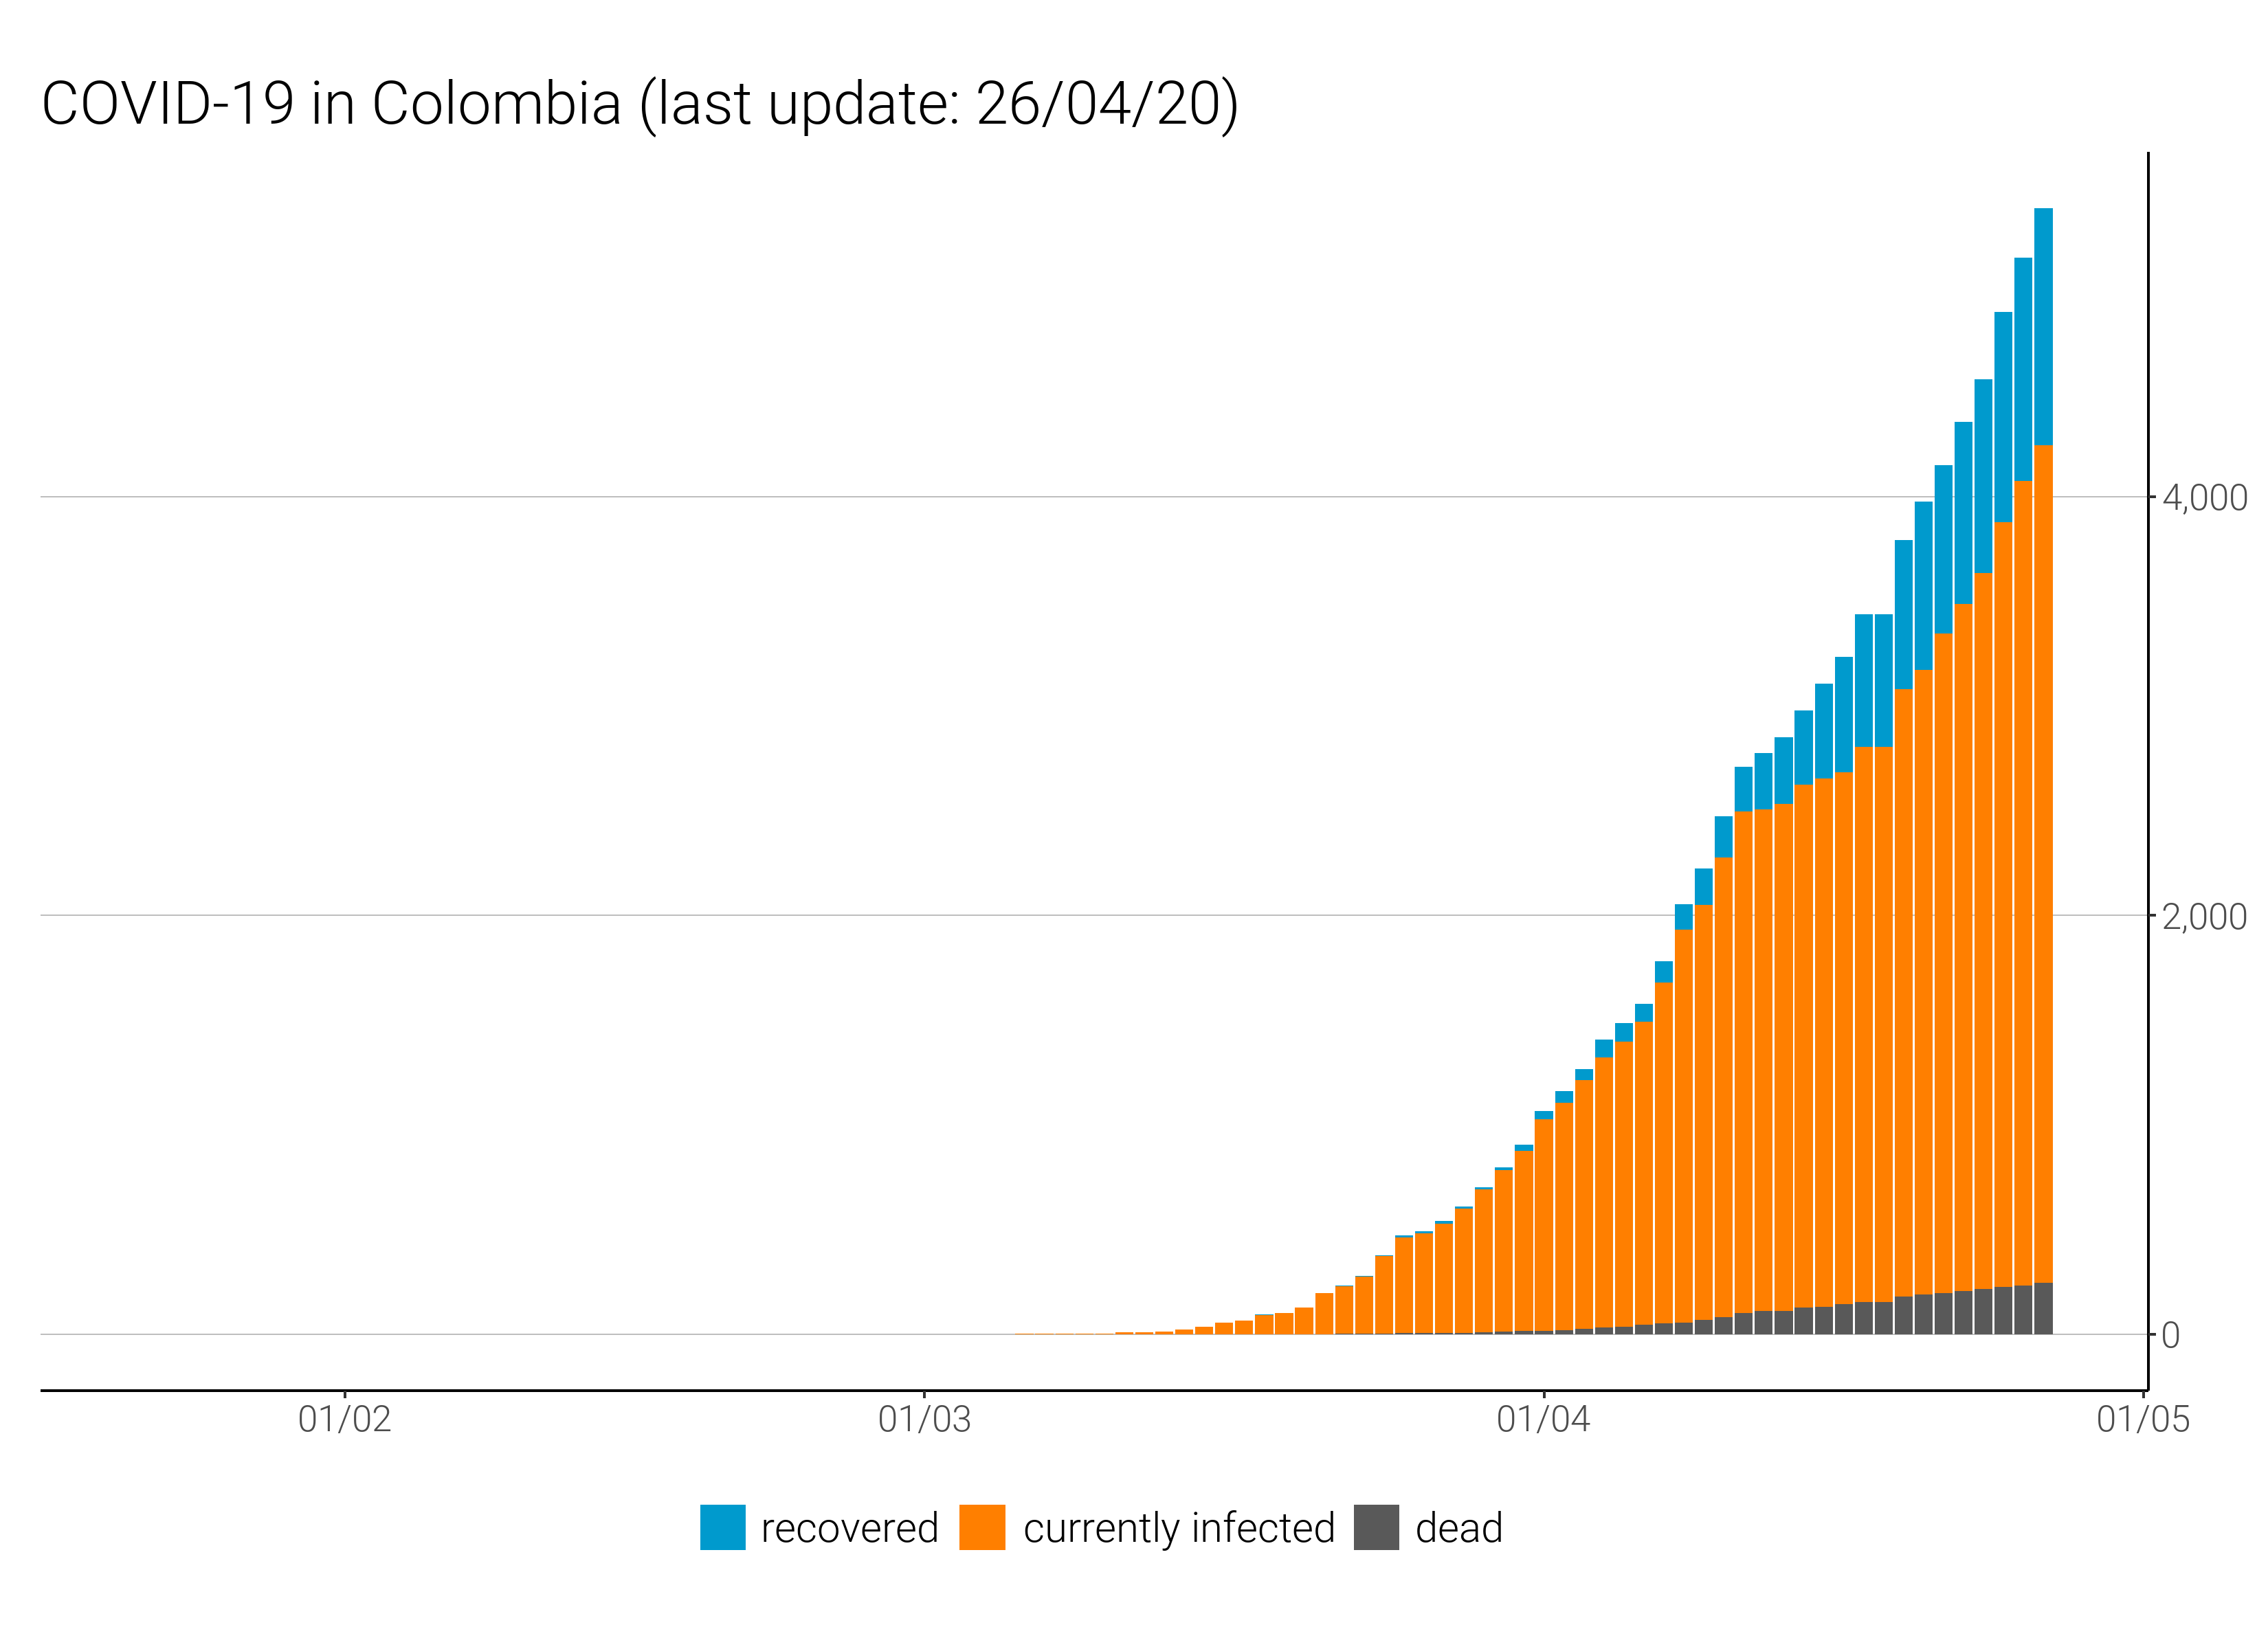 COVID-19 in Colombia (last update: 26/04/20)
4,000
2,000
0
01/02 01/03 01/04 01/05
recovered currently infected dead